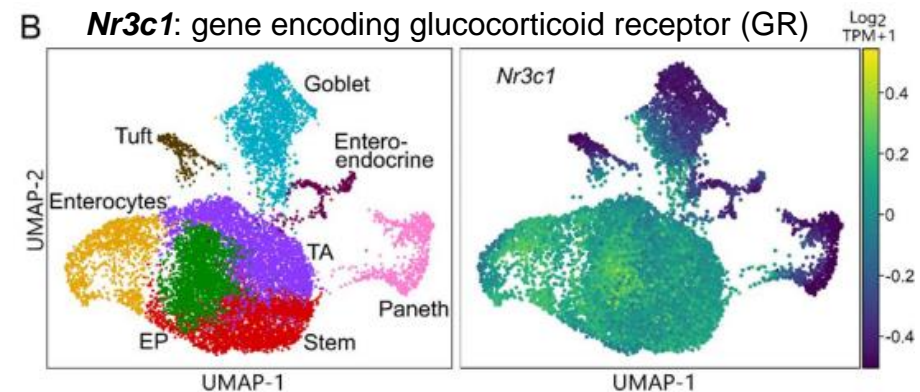 B
Nr3c1: gene encoding glucocorticoid receptor (GR)
Log2
TPM+1
Goblet
Tuft
Entero-
endocrine
Enterocytes
TA
Paneth
EP
Stem
UMAP-2
UMAP-1
Nr3c1
UMAP-1
0.4
0.2
0
-0.2
-0.4